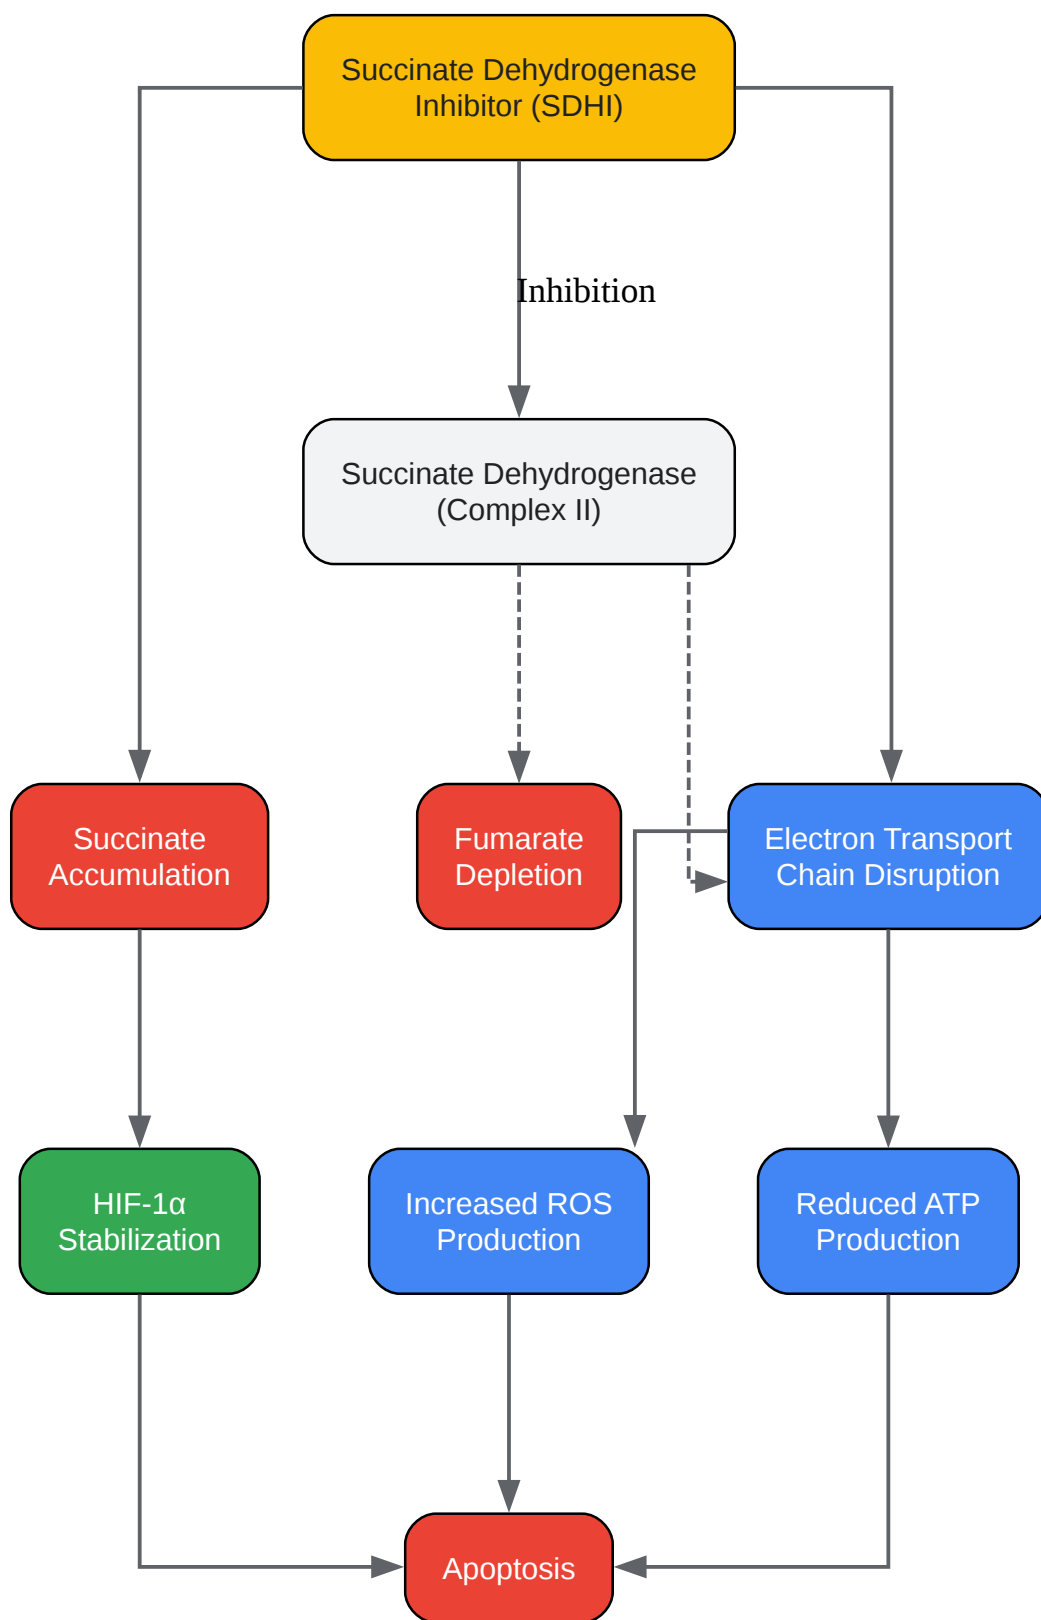 Succinate Dehydrogenase
Inhibitor (SDHI)
Inhibition
Succinate Dehydrogenase
(Complex II)
Succinate
Accumulation
Fumarate
Depletion
Electron Transport
Chain Disruption
HIF-1α
Stabilization
Increased ROS
Production
Reduced ATP
Production
Apoptosis